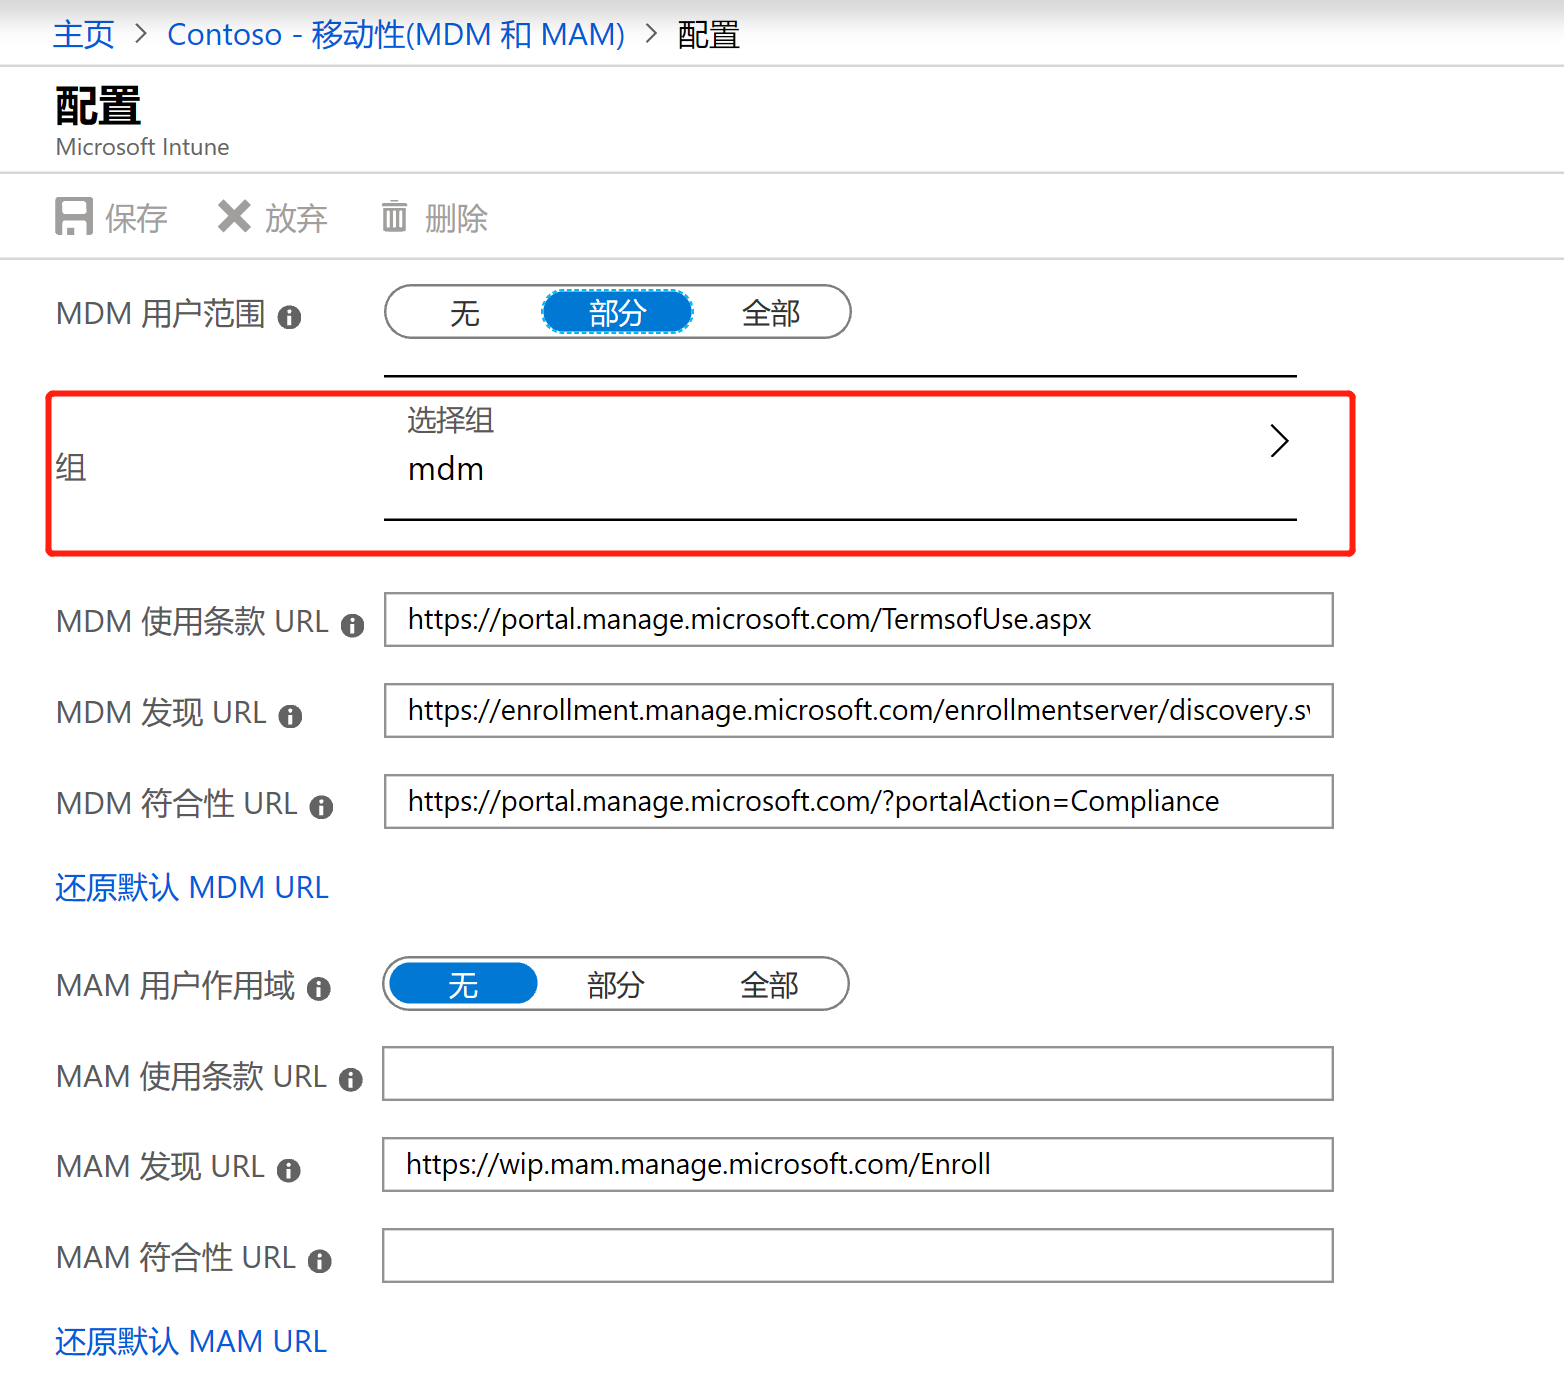 主页 > Contoso - 移动性(MDM 和 MAM) > 配置
配置
Microsoft Intune
保存 放弃 删除
MDM 用户范围 无 部分 全部
选择组
组
mdm
MDM 使用条款 URL https://portal.manage.microsoft.com/TermsofUse.aspx
MDM 发现 URL https://enrollment.manage.microsoft.com/enrollmentserver/discovery.sv
MDM 符合性 URL https://portal.manage.microsoft.com/?portalAction=Compliance
还原默认 MDM URL
MAM 用户作用域 无 部分 全部
MAM 使用条款 URL
MAM 发现 URL https://wip.mam.manage.microsoft.com/Enroll
MAM 符合性 URL
还原默认 MAM URL